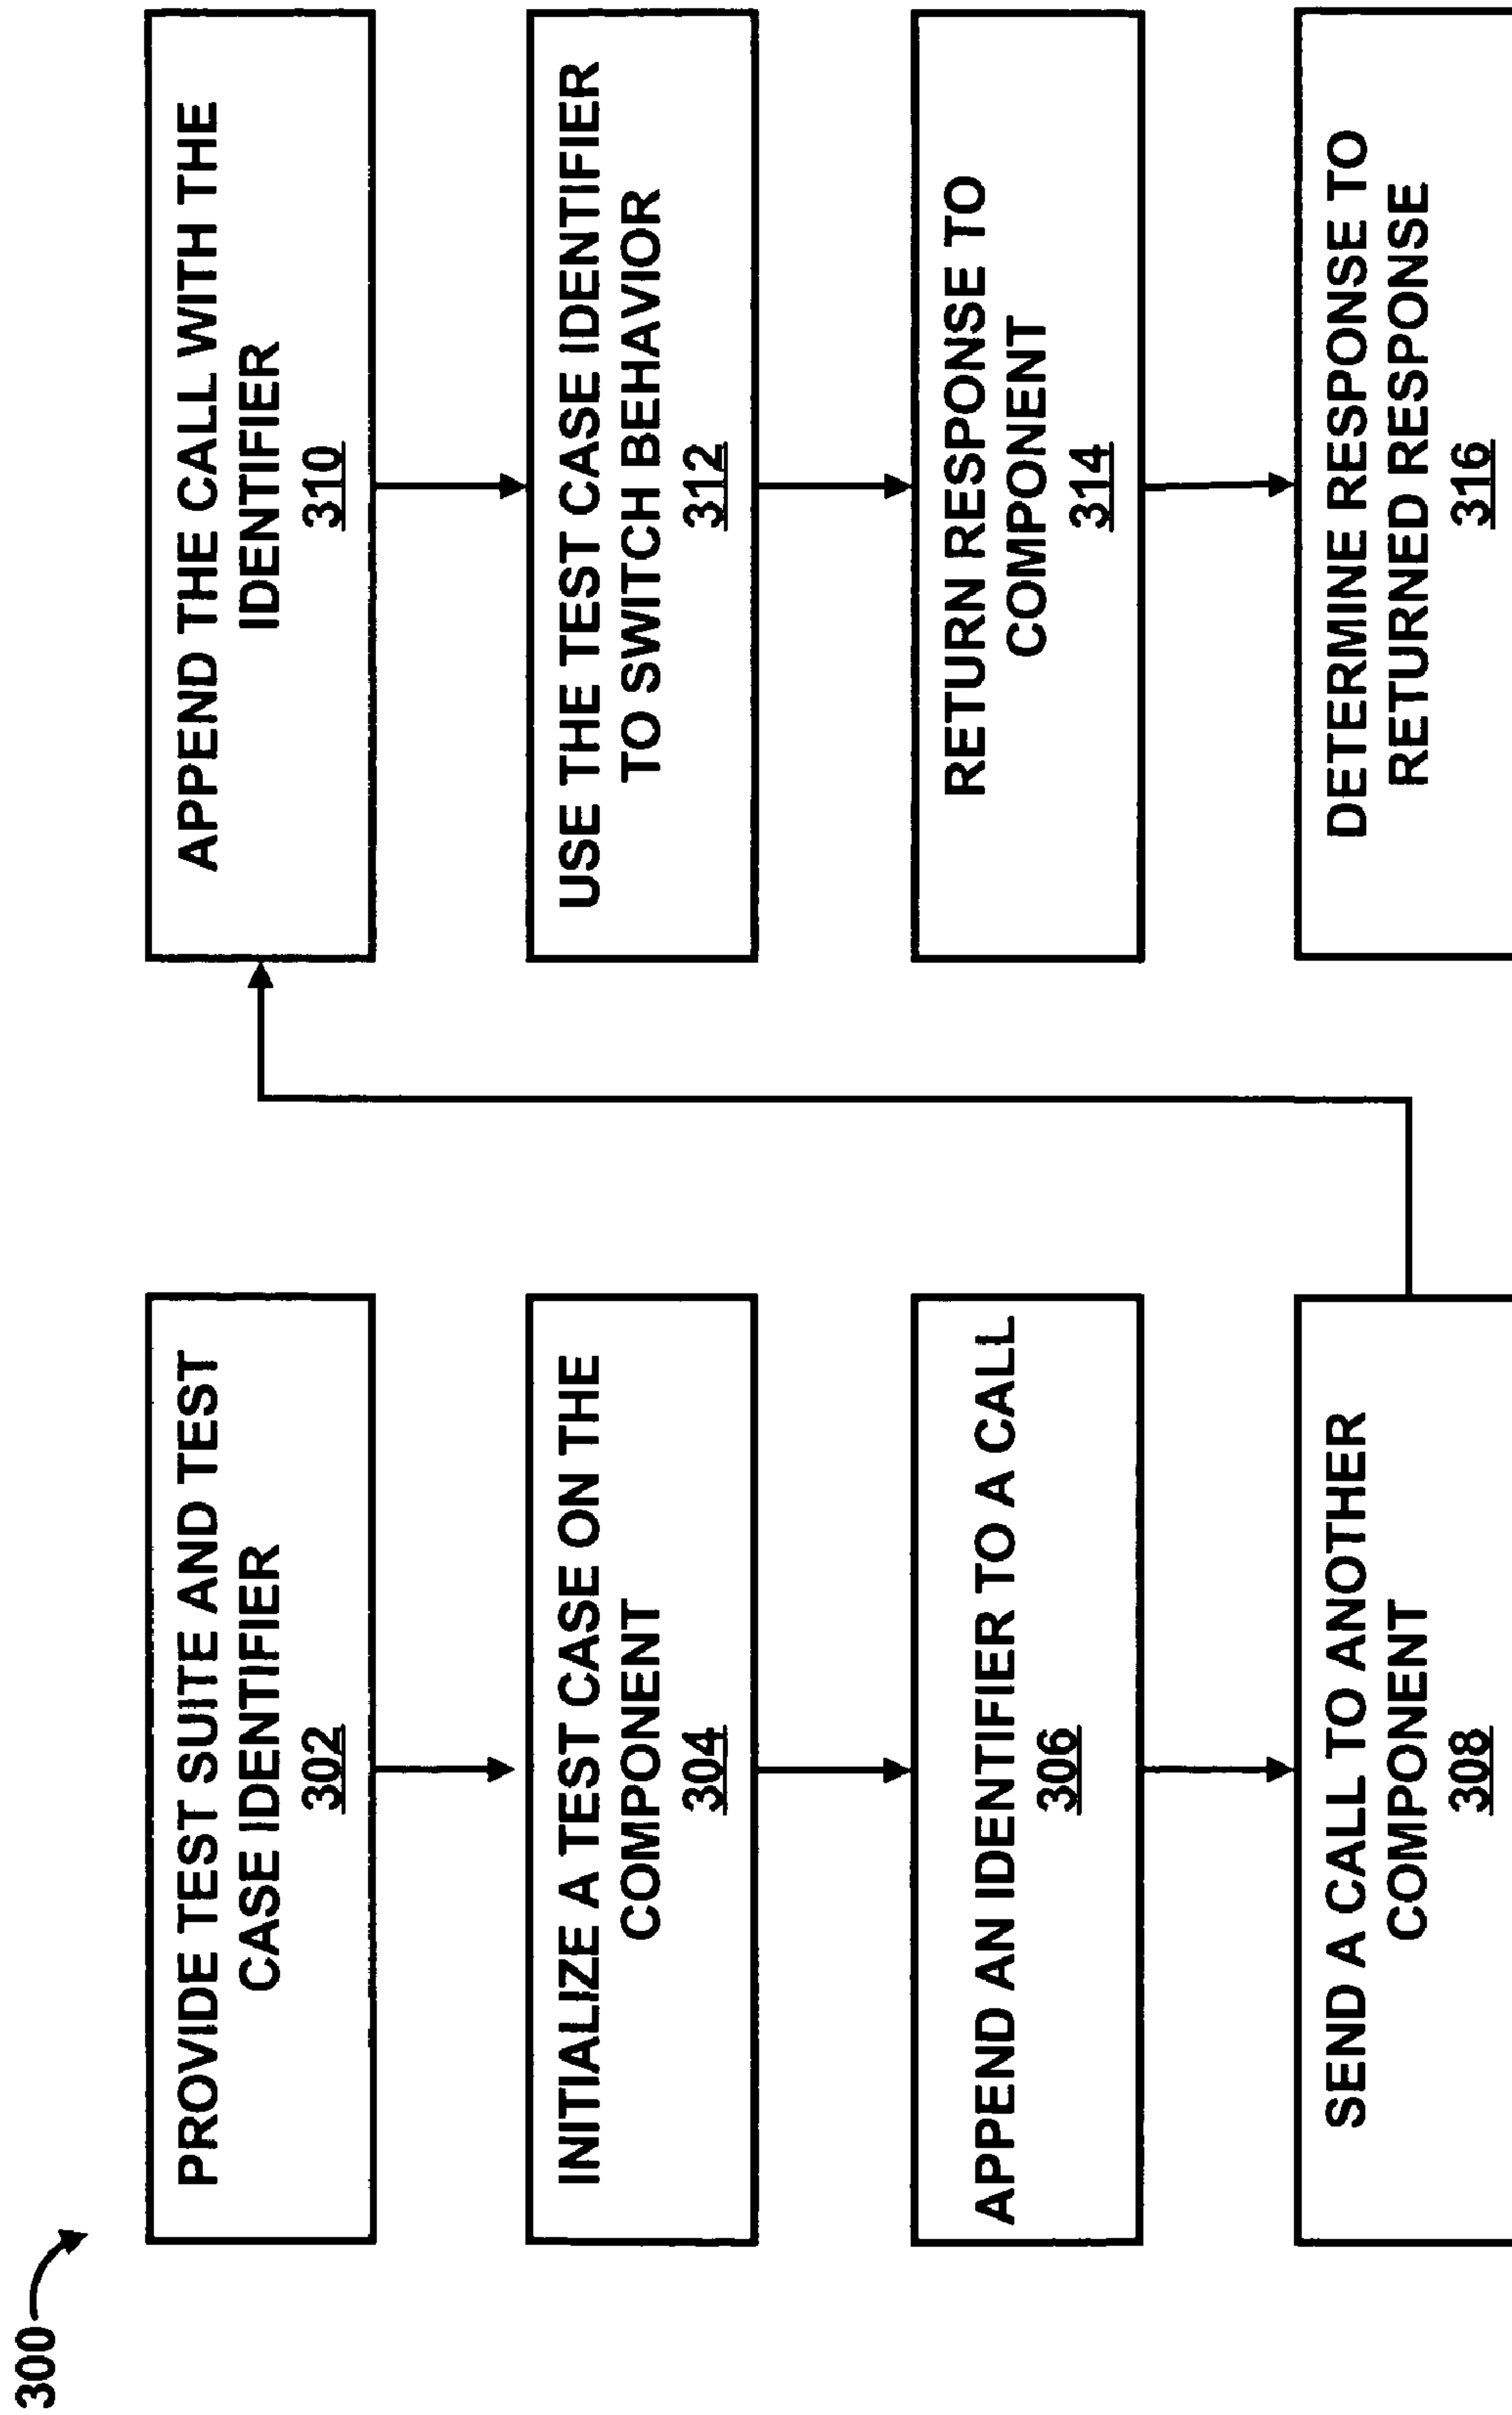 300
PROVIDE TEST SUITE AND TEST
CASE IDENTIFIER
302
INITIALIZE A TEST CASE ON THE
COMPONENT
304
APPEND AN IDENTIFIER TO A CALL
306
SEND A CALL TO ANOTHER
COMPONENT
308
APPEND THE CALL WITH THE
IDENTIFIER
310
USE THE TEST CASE IDENTIFIER
TO SWITCH BEHAVIOR
312
RETURN RESPONSE TO
COMPONENT
314
DETERMINE RESPONSE TO
RETURNED RESPONSE
316